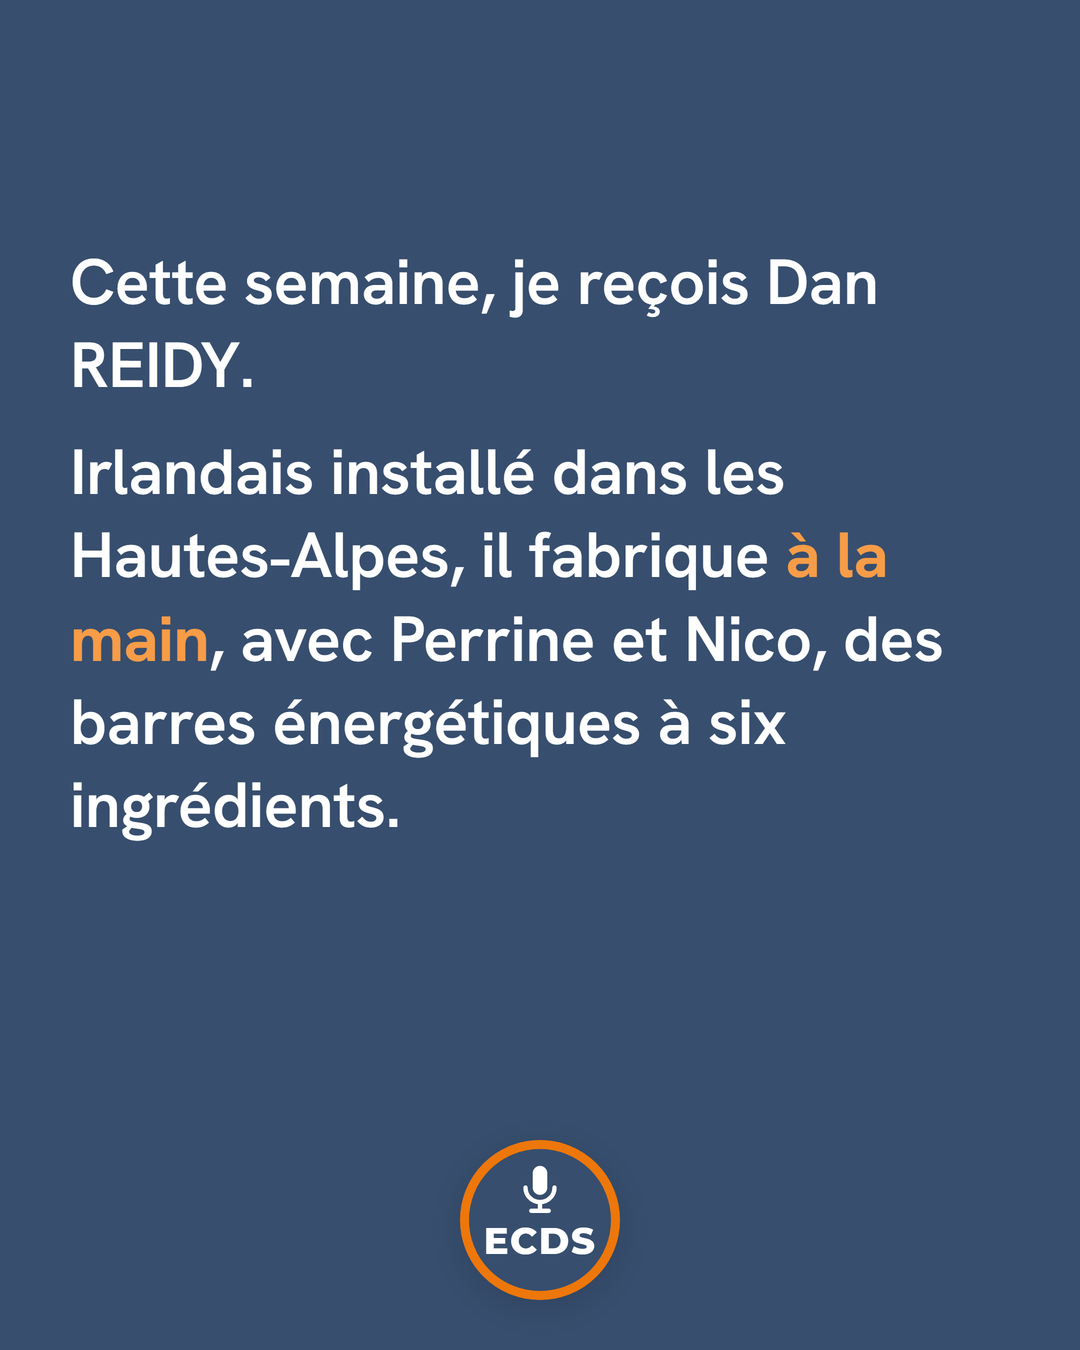 Cette semaine, je reçois Dan
REIDY.
Irlandais installé dans les
Hautes-Alpes, il fabrique à la
main, avec Perrine et Nico, des
barres énergétiques à six
ingrédients.
ECDS